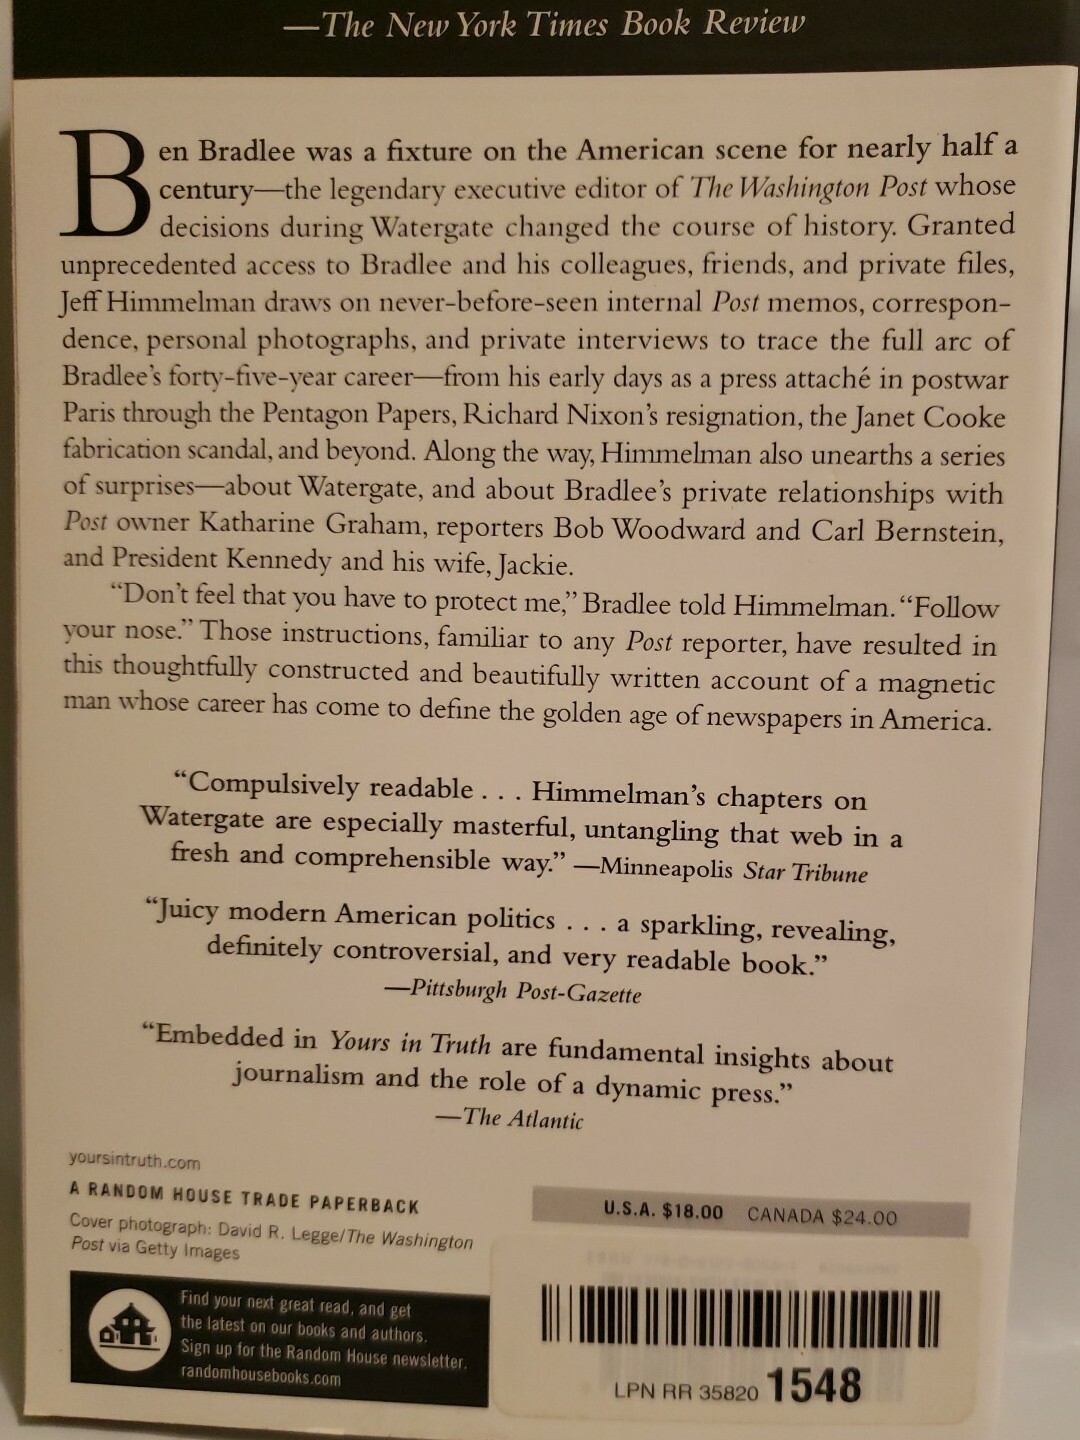 —The New York Times Book Review
Ben Bradlee was a fixture on the American scene for nearly half a
century—the legendary executive editor of The Washington Post whose
decisions during Watergate changed the course of history. Granted
unprecedented access to Bradlee and his colleagues, friends, and private files,
Jeff Himmelman draws on never-before-seen internal Post memos, correspon-
dence, personal photographs, and private interviews to trace the full arc of
Bradlee's forty-five-year career—from his early days as a press attaché in postwar
Paris through the Pentagon Papers, Richard Nixon's resignation, the Janet Cooke
fabrication scandal, and beyond. Along the way, Himmelman also unearths a series
of surprises—about Watergate, and about Bradlee's private relationships with
Post owner Katharine Graham, reporters Bob Woodward and Carl Bernstein,
and President Kennedy and his wife, Jackie.
"Don't feel that you have to protect me," Bradlee told Himmelman. "Follow
your nose." Those instructions, familiar to any Post reporter, have resulted in
this thoughtfully constructed and beautifully written account of a magnetic
man whose career has come to define the golden age of newspapers in America.
"Compulsively readable . . . Himmelman's chapters on
Watergate are especially masterful, untangling that web in a
fresh and comprehensible way." —Minneapolis Star Tribune
"Juicy modern American politics . . . a sparkling, revealing,
definitely controversial, and very readable book."
—Pittsburgh Post-Gazette
"Embedded in Yours in Truth are fundamental insights about
journalism and the role of a dynamic press."
—The Atlantic
yoursintruth.com
A RANDOM HOUSE TRADE PAPERBACK
Cover photograph: David R. Legge/The Washington
Post via Getty Images
U.S.A. $18.00 CANADA $24.00
Find your next great read, and get
the latest on our books and authors.
Sign up for the Random House newsletter.
randomhousebooks.com
LPN RR 35820 1548